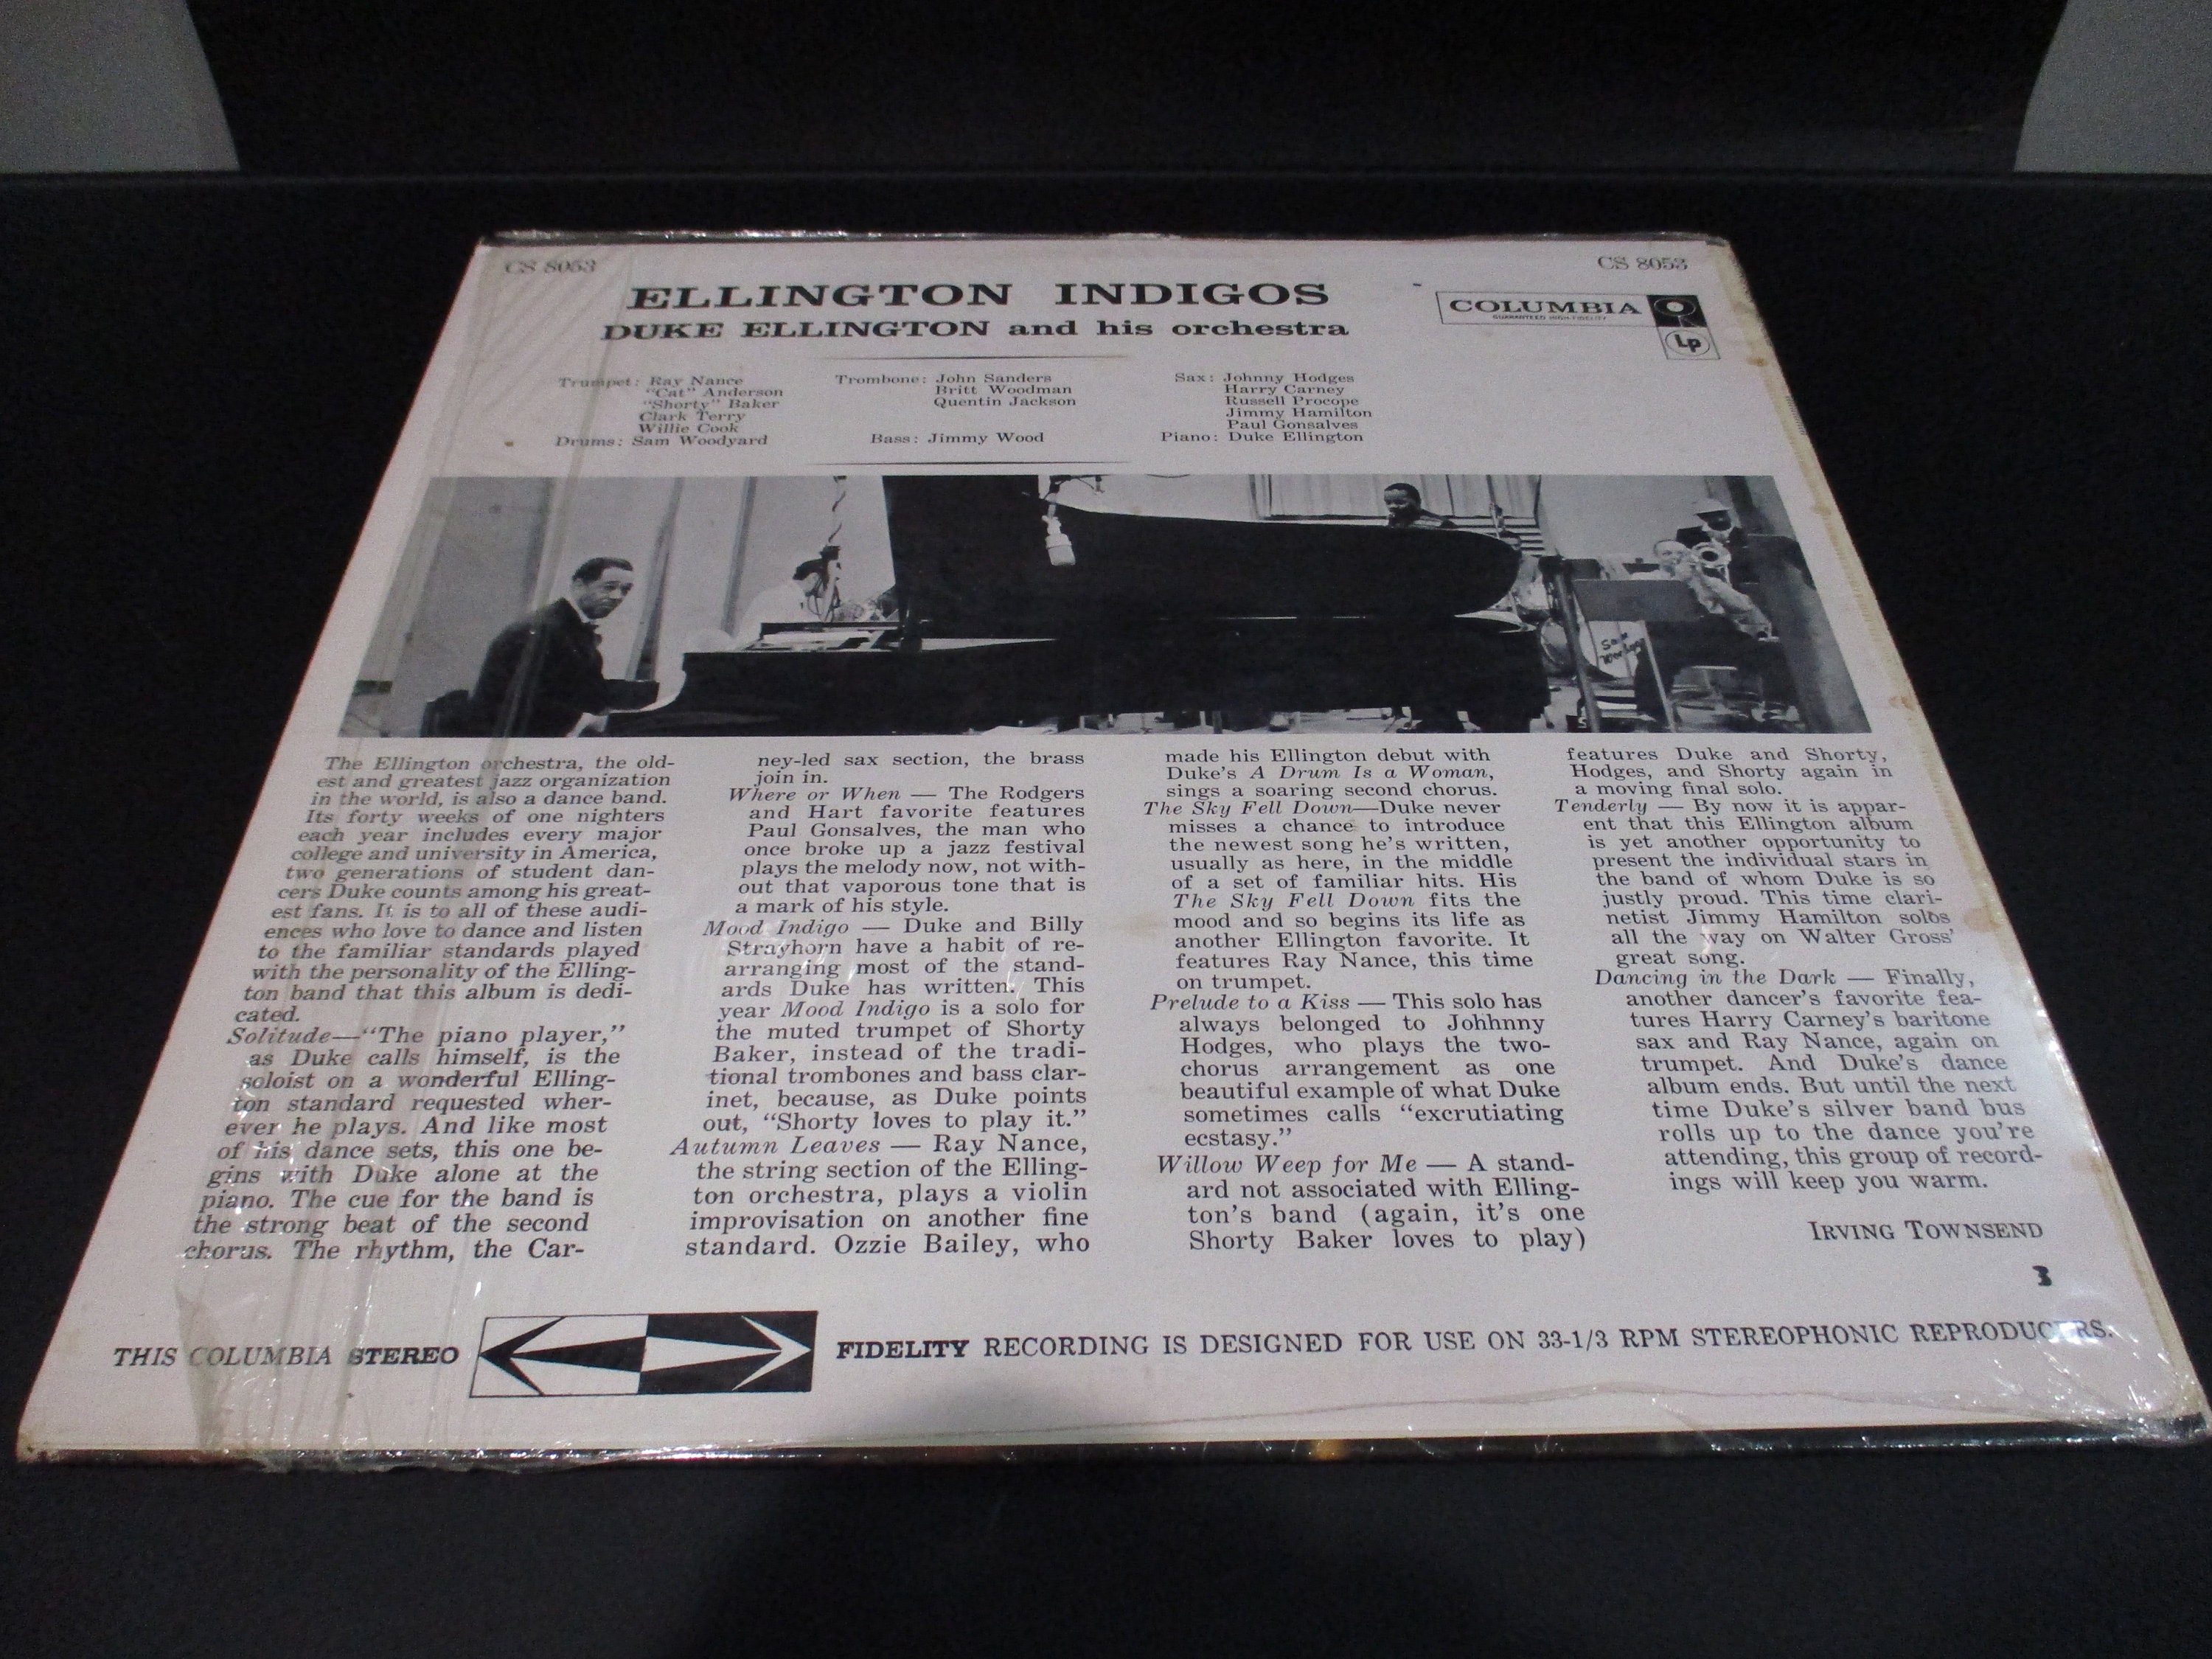 CS 8053
CS 8053
ELLINGTON INDIGOS
DUKE ELLINGTON and his orchestra
COLUMBIA
GUARANTEED HIGH-FIDELITY
Lp
Trumpet: Ray Nance
"Cat" Anderson
"Shorty" Baker
Clark Terry
Willie Cook
Drums: Sam Woodyard
Trombone: John Sanders
Britt Woodman
Quentin Jackson
Bass: Jimmy Wood
Sax: Johnny Hodges
Harry Carney
Russell Procope
Jimmy Hamilton
Paul Gonsalves
Piano: Duke Ellington
Sam
The Ellington orchestra, the old-
est and greatest jazz organization
in the world, is also a dance band.
Its forty weeks of one nighters
each year includes every major
college and university in America,
two generations of student dan-
cers Duke counts among his great-
est fans. It is to all of these audi-
ences who love to dance and listen
to the familiar standards played
with the personality of the Elling-
ton band that this album is dedi-
cated.
Solitude—"The piano player,"
as Duke calls himself, is the
soloist on a wonderful Elling-
ton standard requested wher-
ever he plays. And like most
of his dance sets, this one be-
gins with Duke alone at the
piano. The cue for the band is
the strong beat of the second
chorus. The rhythm, the Car-
ney-led sax section, the brass
join in.
Where or When — The Rodgers
and Hart favorite features
Paul Gonsalves, the man who
once broke up a jazz festival
plays the melody now, not with-
out that vaporous tone that is
a mark of his style.
Mood Indigo — Duke and Billy
Strayhorn have a habit of re-
arranging most of the stand-
ards Duke has written. This
year Mood Indigo is a solo for
the muted trumpet of Shorty
Baker, instead of the tradi-
tional trombones and bass clar-
inet, because, as Duke points
out, "Shorty loves to play it."
Autumn Leaves — Ray Nance,
the string section of the Elling-
ton orchestra, plays a violin
improvisation on another fine
standard. Ozzie Bailey, who
made his Ellington debut with
Duke's A Drum Is a Woman,
sings a soaring second chorus.
The Sky Fell Down—Duke never
misses a chance to introduce
the newest song he's written,
usually as here, in the middle
of a set of familiar hits. His
The Sky Fell Down fits the
mood and so begins its life as
another Ellington favorite. It
features Ray Nance, this time
on trumpet.
Prelude to a Kiss — This solo has
always belonged to Johhnny
Hodges, who plays the two-
chorus arrangement as one
beautiful example of what Duke
sometimes calls "excrutiating
ecstasy."
Willow Weep for Me — A stand-
ard not associated with Elling-
ton's band (again, it's one
Shorty Baker loves to play)
features Duke and Shorty,
Hodges, and Shorty again in
a moving final solo.
Tenderly — By now it is appar-
ent that this Ellington album
is yet another opportunity to
present the individual stars in
the band of whom Duke is so
justly proud. This time clari-
netist Jimmy Hamilton solos
all the way on Walter Gross'
great song.
Dancing in the Dark — Finally,
another dancer's favorite fea-
tures Harry Carney's baritone
sax and Ray Nance, again on
trumpet. And Duke's dance
album ends. But until the next
time Duke's silver band bus
rolls up to the dance you're
attending, this group of record-
ings will keep you warm.
IRVING TOWNSEND
3
THIS COLUMBIA STEREO FIDELITY RECORDING IS DESIGNED FOR USE ON 33-1/3 RPM STEREOPHONIC REPRODUCERS.